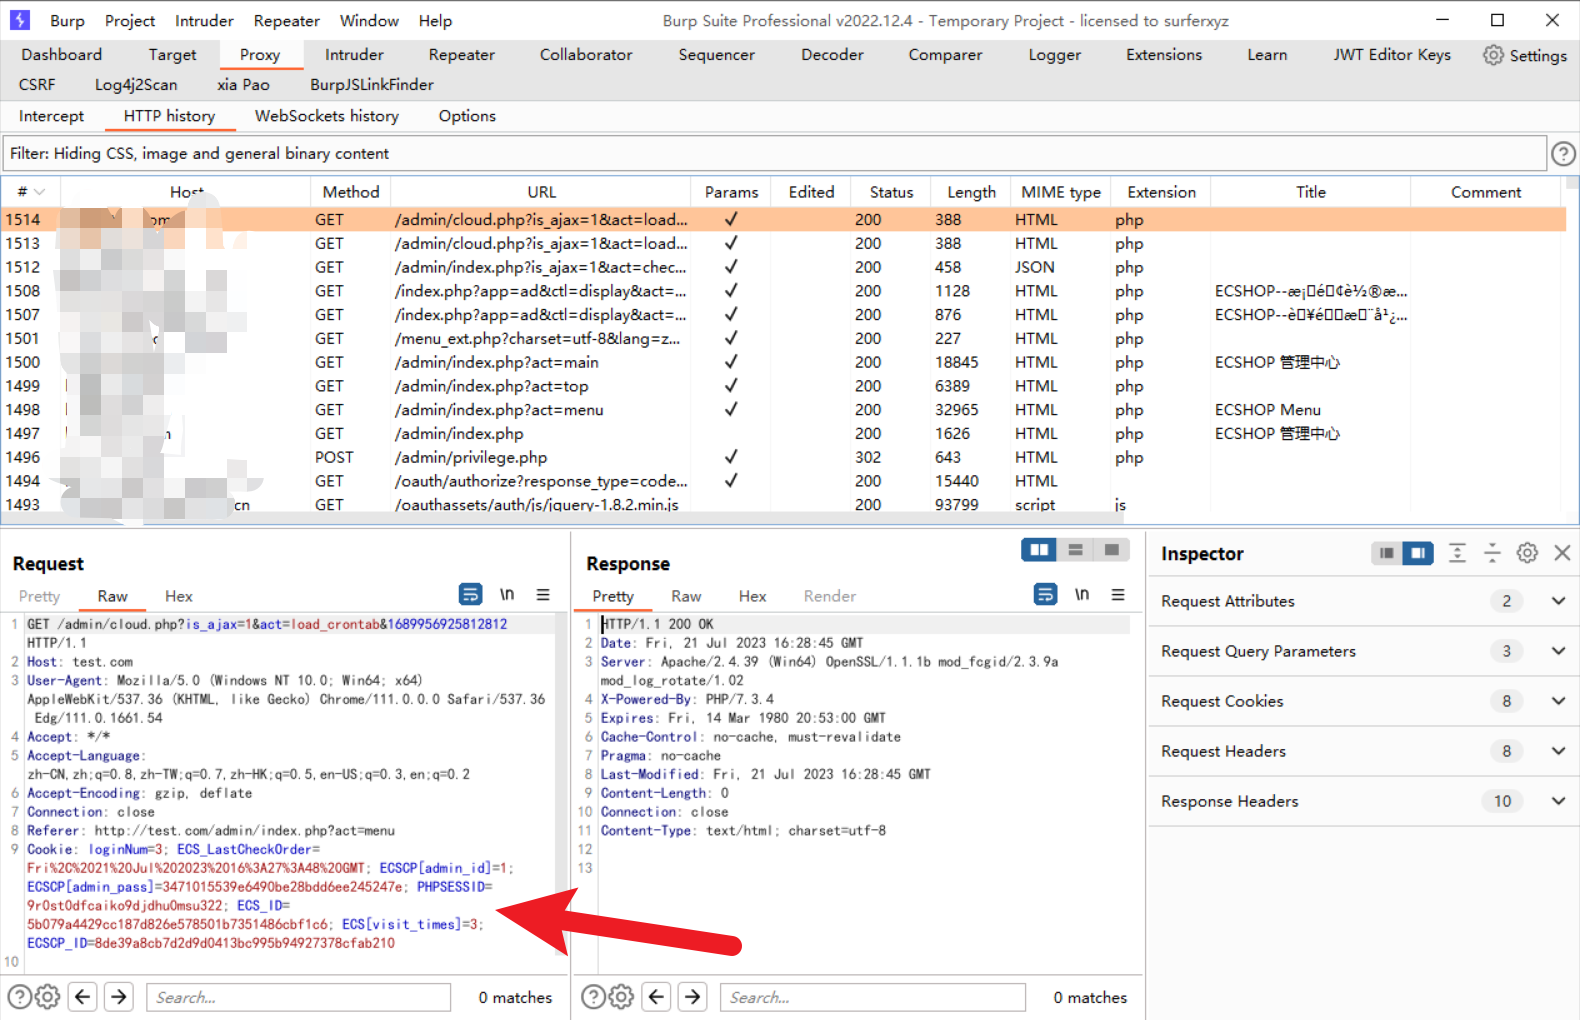 Burp Project Intruder Repeater Window Help Burp Suite Professional v2022.12.4 - Temporary Project - licensed to surferxyz
Dashboard Target Proxy Intruder Repeater Collaborator Sequencer Decoder Comparer Logger Extensions Learn JWT Editor Keys Settings
CSRF Log4j2Scan xia Pao BurpJSLinkFinder
Intercept HTTP history WebSockets history Options
Filter: Hiding CSS, image and general binary content
# Host Method URL Params Edited Status Length MIME type Extension Title Comment
1514 GET /admin/cloud.php?is_ajax=1&act=load... ✓ 200 388 HTML php
1513 GET /admin/cloud.php?is_ajax=1&act=load... ✓ 200 388 HTML php
1512 GET /admin/index.php?is_ajax=1&act=chec... ✓ 200 458 JSON php
1508 GET /index.php?app=ad&ctl=display&act=... ✓ 200 1128 HTML php ECSHOP--æ¡▯é▯¢è½®æ...
1507 GET /index.php?app=ad&ctl=display&act=... ✓ 200 876 HTML php ECSHOP--è▯¥é▯▯æ▯¨å¹¿...
1501 GET /menu_ext.php?charset=utf-8&lang=z... ✓ 200 227 HTML php
1500 GET /admin/index.php?act=main ✓ 200 18845 HTML php ECSHOP 管理中心
1499 GET /admin/index.php?act=top ✓ 200 6389 HTML php
1498 GET /admin/index.php?act=menu ✓ 200 32965 HTML php ECSHOP Menu
1497 GET /admin/index.php 200 1626 HTML php ECSHOP 管理中心
1496 POST /admin/privilege.php ✓ 302 643 HTML php
1494 GET /oauth/authorize?response_type=code... ✓ 200 15440 HTML
1493 cn GET /oauthassets/auth/js/jquery-1.8.2.min.js 200 93799 script js
Request
Pretty Raw Hex \n
1 GET /admin/cloud.php?is_ajax=1&act=load_crontab&1689956925812812
HTTP/1.1
2 Host: test.com
3 User-Agent: Mozilla/5.0 (Windows NT 10.0; Win64; x64)
AppleWebKit/537.36 (KHTML, like Gecko) Chrome/111.0.0.0 Safari/537.36
Edg/111.0.1661.54
4 Accept: */*
5 Accept-Language:
zh-CN,zh;q=0.8,zh-TW;q=0.7,zh-HK;q=0.5,en-US;q=0.3,en;q=0.2
6 Accept-Encoding: gzip, deflate
7 Connection: close
8 Referer: http://test.com/admin/index.php?act=menu
9 Cookie: loginNum=3; ECS_LastCheckOrder=
Fri%2C%2021%20Jul%202023%2016%3A27%3A48%20GMT; ECSCP[admin_id]=1;
ECSCP[admin_pass]=3471015539e6490be28bdd6ee245247e; PHPSESSID=
9r0st0dfcaiko9djdhu0msu322; ECS_ID=
5b079a4429cc187d826e578501b7351486cbf1c6; ECS[visit_times]=3;
ECSCP_ID=8de39a8cb7d2d9d0413bc995b94927378cfab210
10
Search... 0 matches
Response
Pretty Raw Hex Render \n
1 HTTP/1.1 200 OK
2 Date: Fri, 21 Jul 2023 16:28:45 GMT
3 Server: Apache/2.4.39 (Win64) OpenSSL/1.1.1b mod_fcgid/2.3.9a
mod_log_rotate/1.02
4 X-Powered-By: PHP/7.3.4
5 Expires: Fri, 14 Mar 1980 20:53:00 GMT
6 Cache-Control: no-cache, must-revalidate
7 Pragma: no-cache
8 Last-Modified: Fri, 21 Jul 2023 16:28:45 GMT
9 Content-Length: 0
10 Connection: close
11 Content-Type: text/html; charset=utf-8
12
13
Search... 0 matches
Inspector
Request Attributes 2
Request Query Parameters 3
Request Cookies 8
Request Headers 8
Response Headers 10